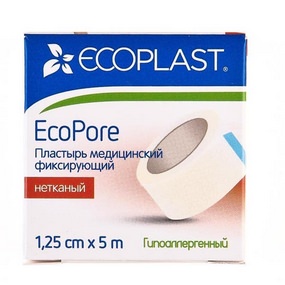 ECOPLAST®
EcoPore
Пластырь медицинский
фиксирующий
нетканый
1,25 cm x 5 m
Гипоаллергенный